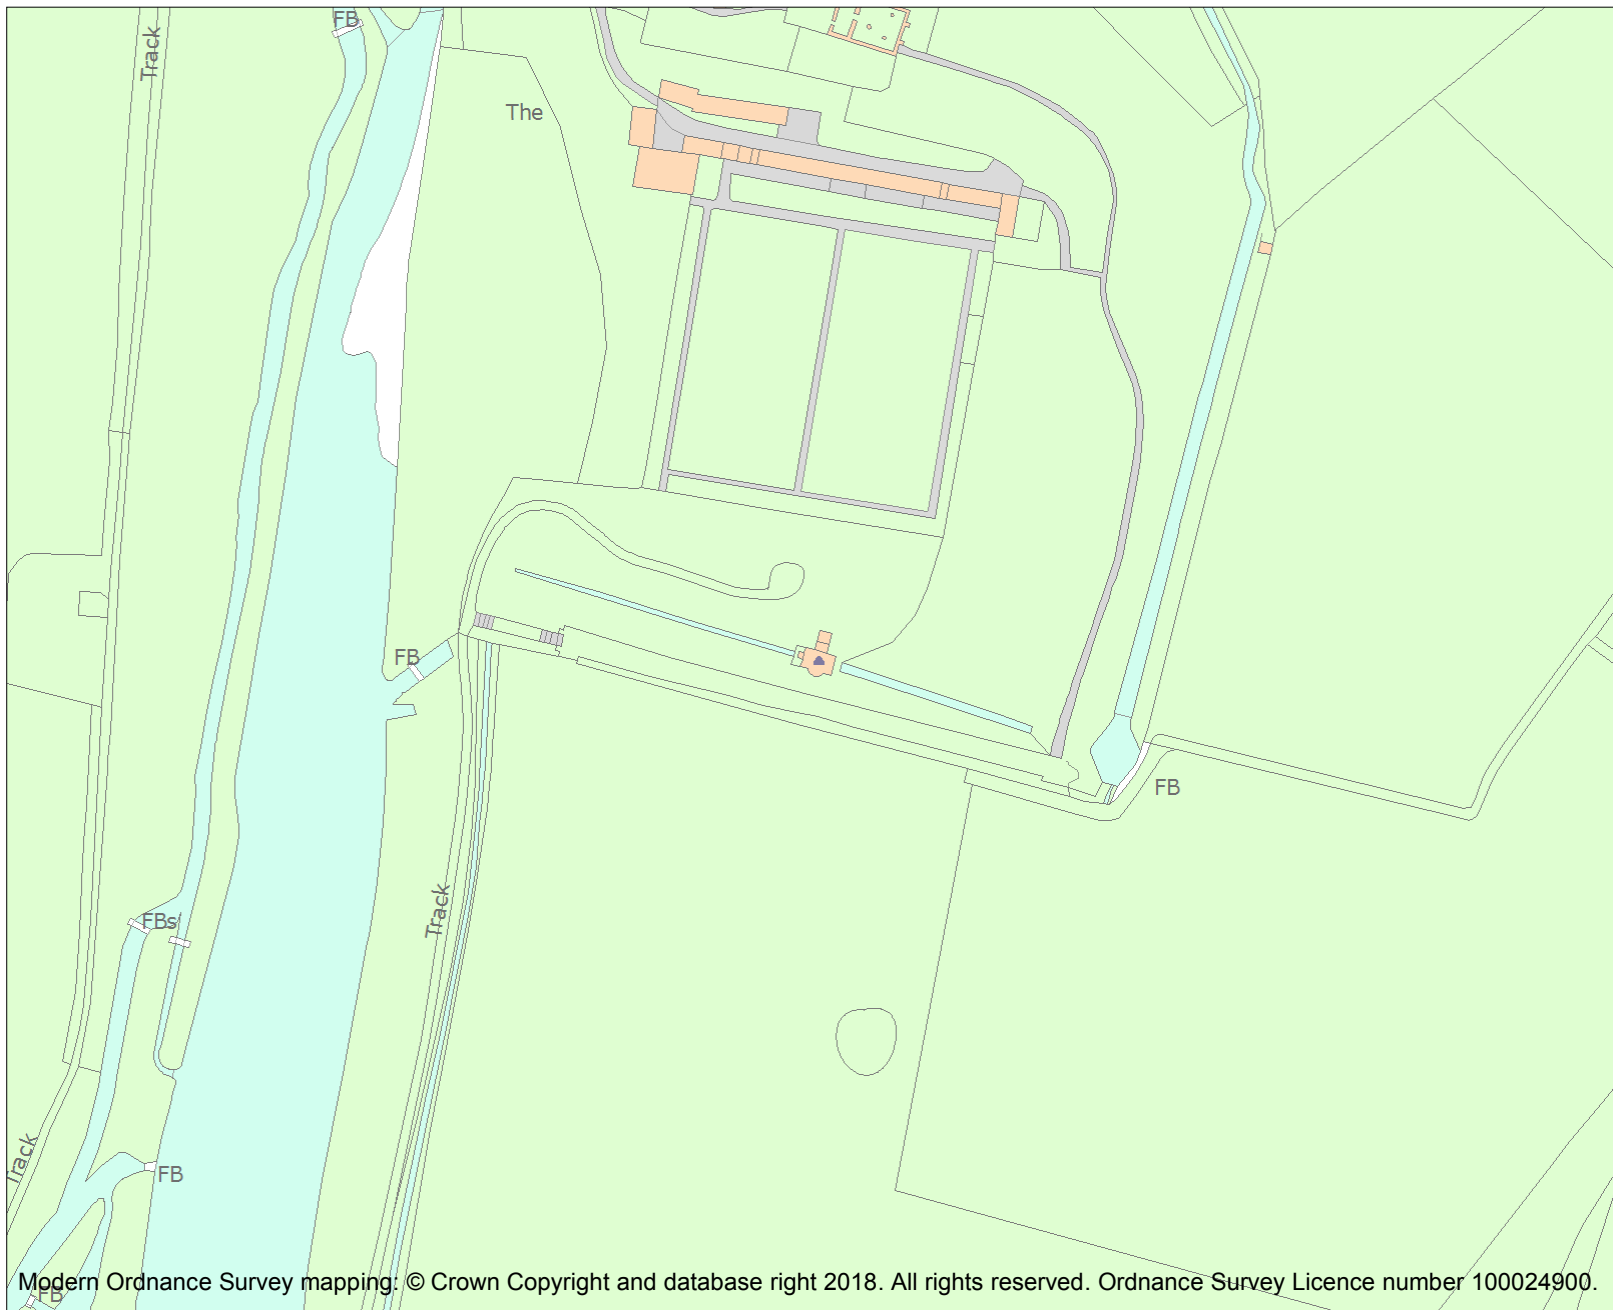 FB
Track
The
FB
FB
Track
FBs
Track
FB
FB
Modern Ordnance Survey mapping: © Crown Copyright and database right 2018. All rights reserved. Ordnance Survey Licence number 100024900.